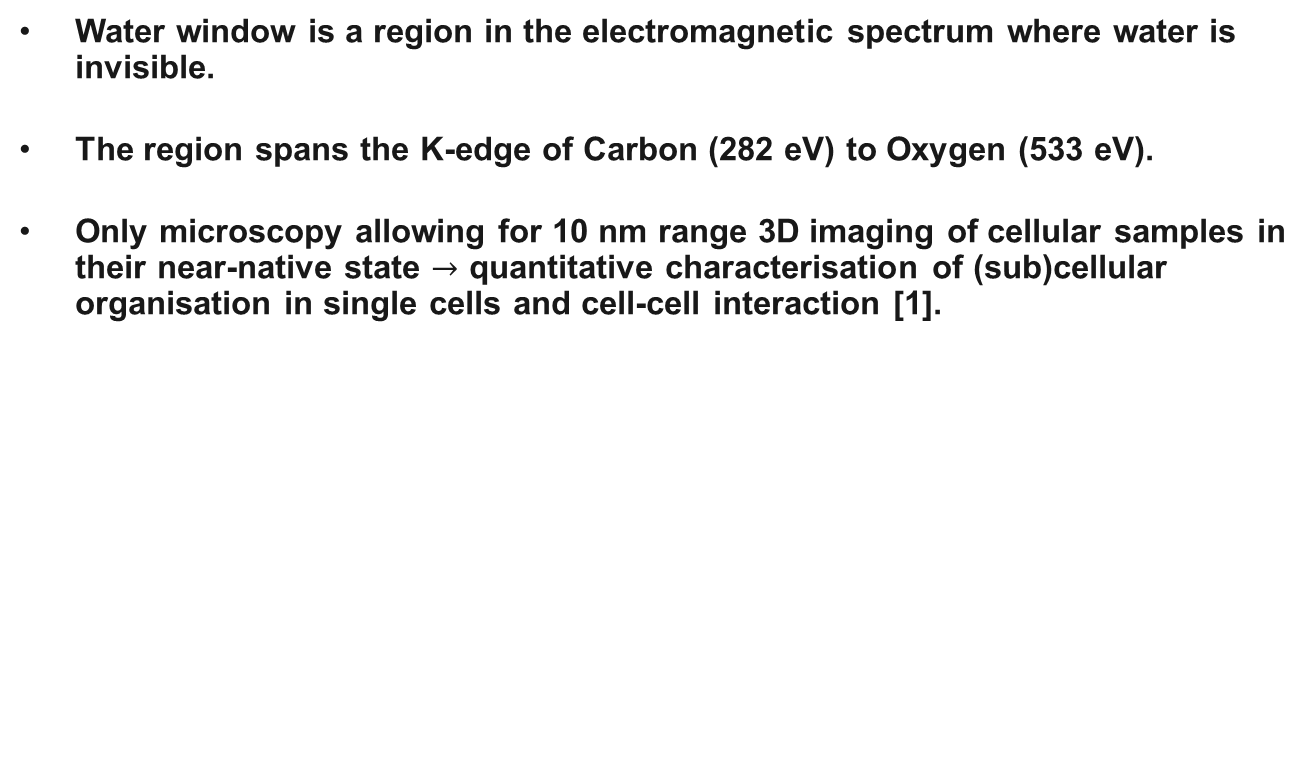 • Water window is a region in the electromagnetic spectrum where water is
invisible.
• The region spans the K-edge of Carbon (282 eV) to Oxygen (533 eV).
• Only microscopy allowing for 10 nm range 3D imaging of cellular samples in
their near-native state → quantitative characterisation of (sub)cellular
organisation in single cells and cell-cell interaction [1].